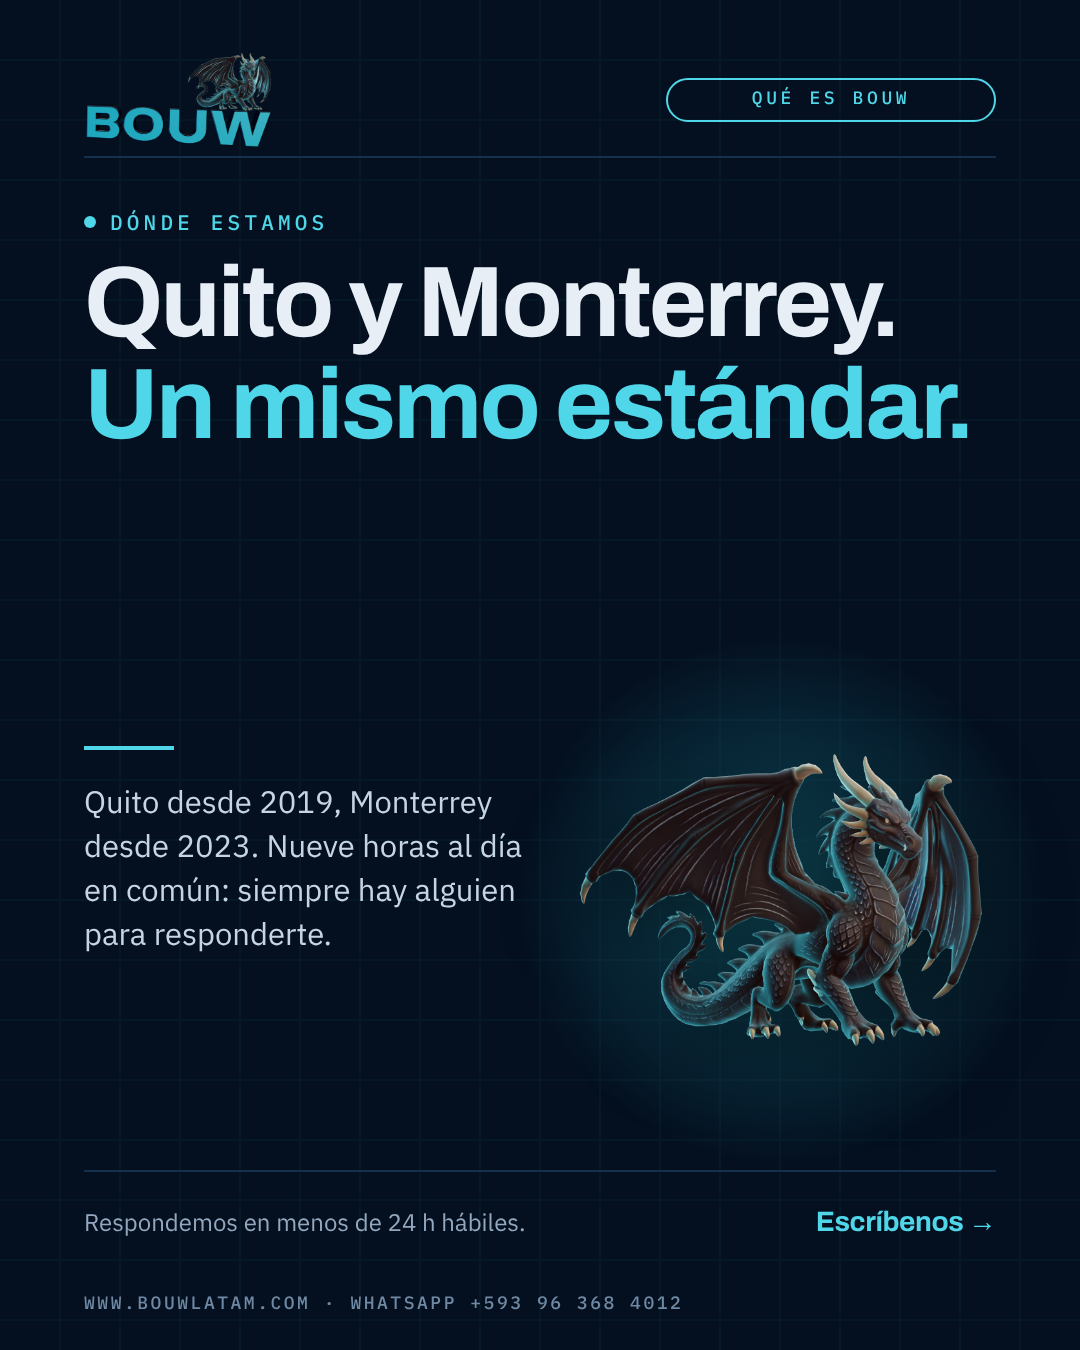 BOUW
QUÉ ES BOUW
DÓNDE ESTAMOS
Quito y Monterrey.
Un mismo estándar.
Quito desde 2019, Monterrey
desde 2023. Nueve horas al día
en común: siempre hay alguien
para responderte.
Respondemos en menos de 24 h hábiles.
Escríbenos →
WWW.BOUWLATAM.COM · WHATSAPP +593 96 368 4012